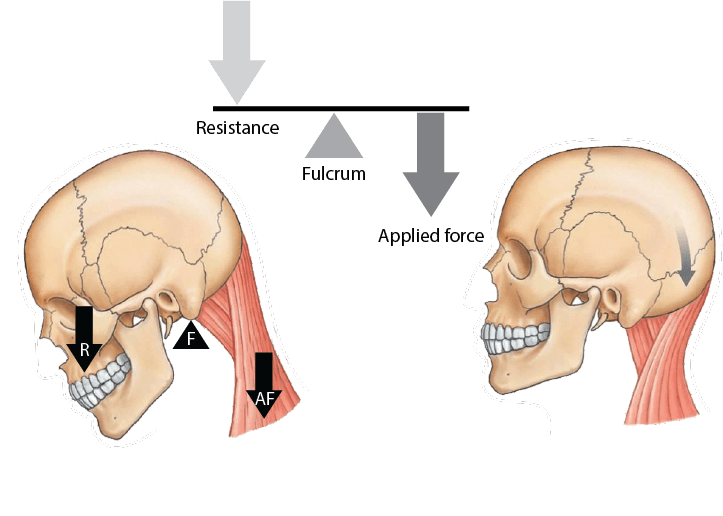 Resistance
Fulcrum
Applied force
R
F
AF